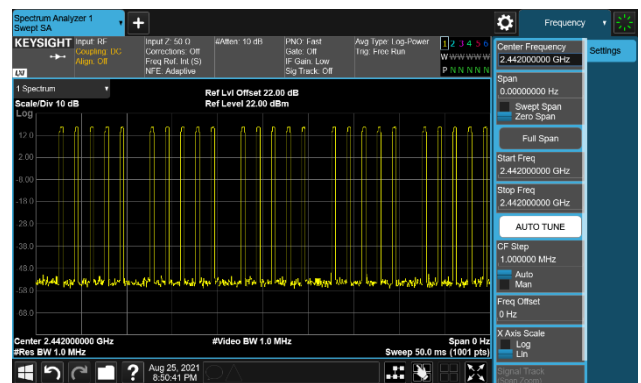 Spectrum Analyzer 1
Swept SA
+
Frequency
KEYSIGHT
Input: RF
Coupling: DC
Align: Off
Input Z: 50 Ω
Corrections: Off
Freq Ref: Int (S)
NFE: Adaptive
#Atten: 10 dB
PNO: Fast
Gate: Off
IF Gain: Low
Sig Track: Off
Avg Type: Log-Power
Trig: Free Run
1 2 3 4 5 6
W W W W W W
P N N N N N
LXI
1 Spectrum
Scale/Div 10 dB
Log
Ref Lvl Offset 22.00 dB
Ref Level 22.00 dBm
12.0
2.00
-8.00
-18.0
-28.0
-38.0
-48.0
-58.0
-68.0
Center 2.442000000 GHz
#Res BW 1.0 MHz
#Video BW 1.0 MHz
Span 0 Hz
Sweep 50.0 ms (1001 pts)
Aug 25, 2021
8:50:41 PM
Center Frequency
2.442000000 GHz
Settings
Span
0.00000000 Hz
Swept Span
Zero Span
Full Span
Start Freq
2.442000000 GHz
Stop Freq
2.442000000 GHz
AUTO TUNE
CF Step
1.000000 MHz
Auto
Man
Freq Offset
0 Hz
X Axis Scale
Log
Lin
Signal Track
(Span Zoom)